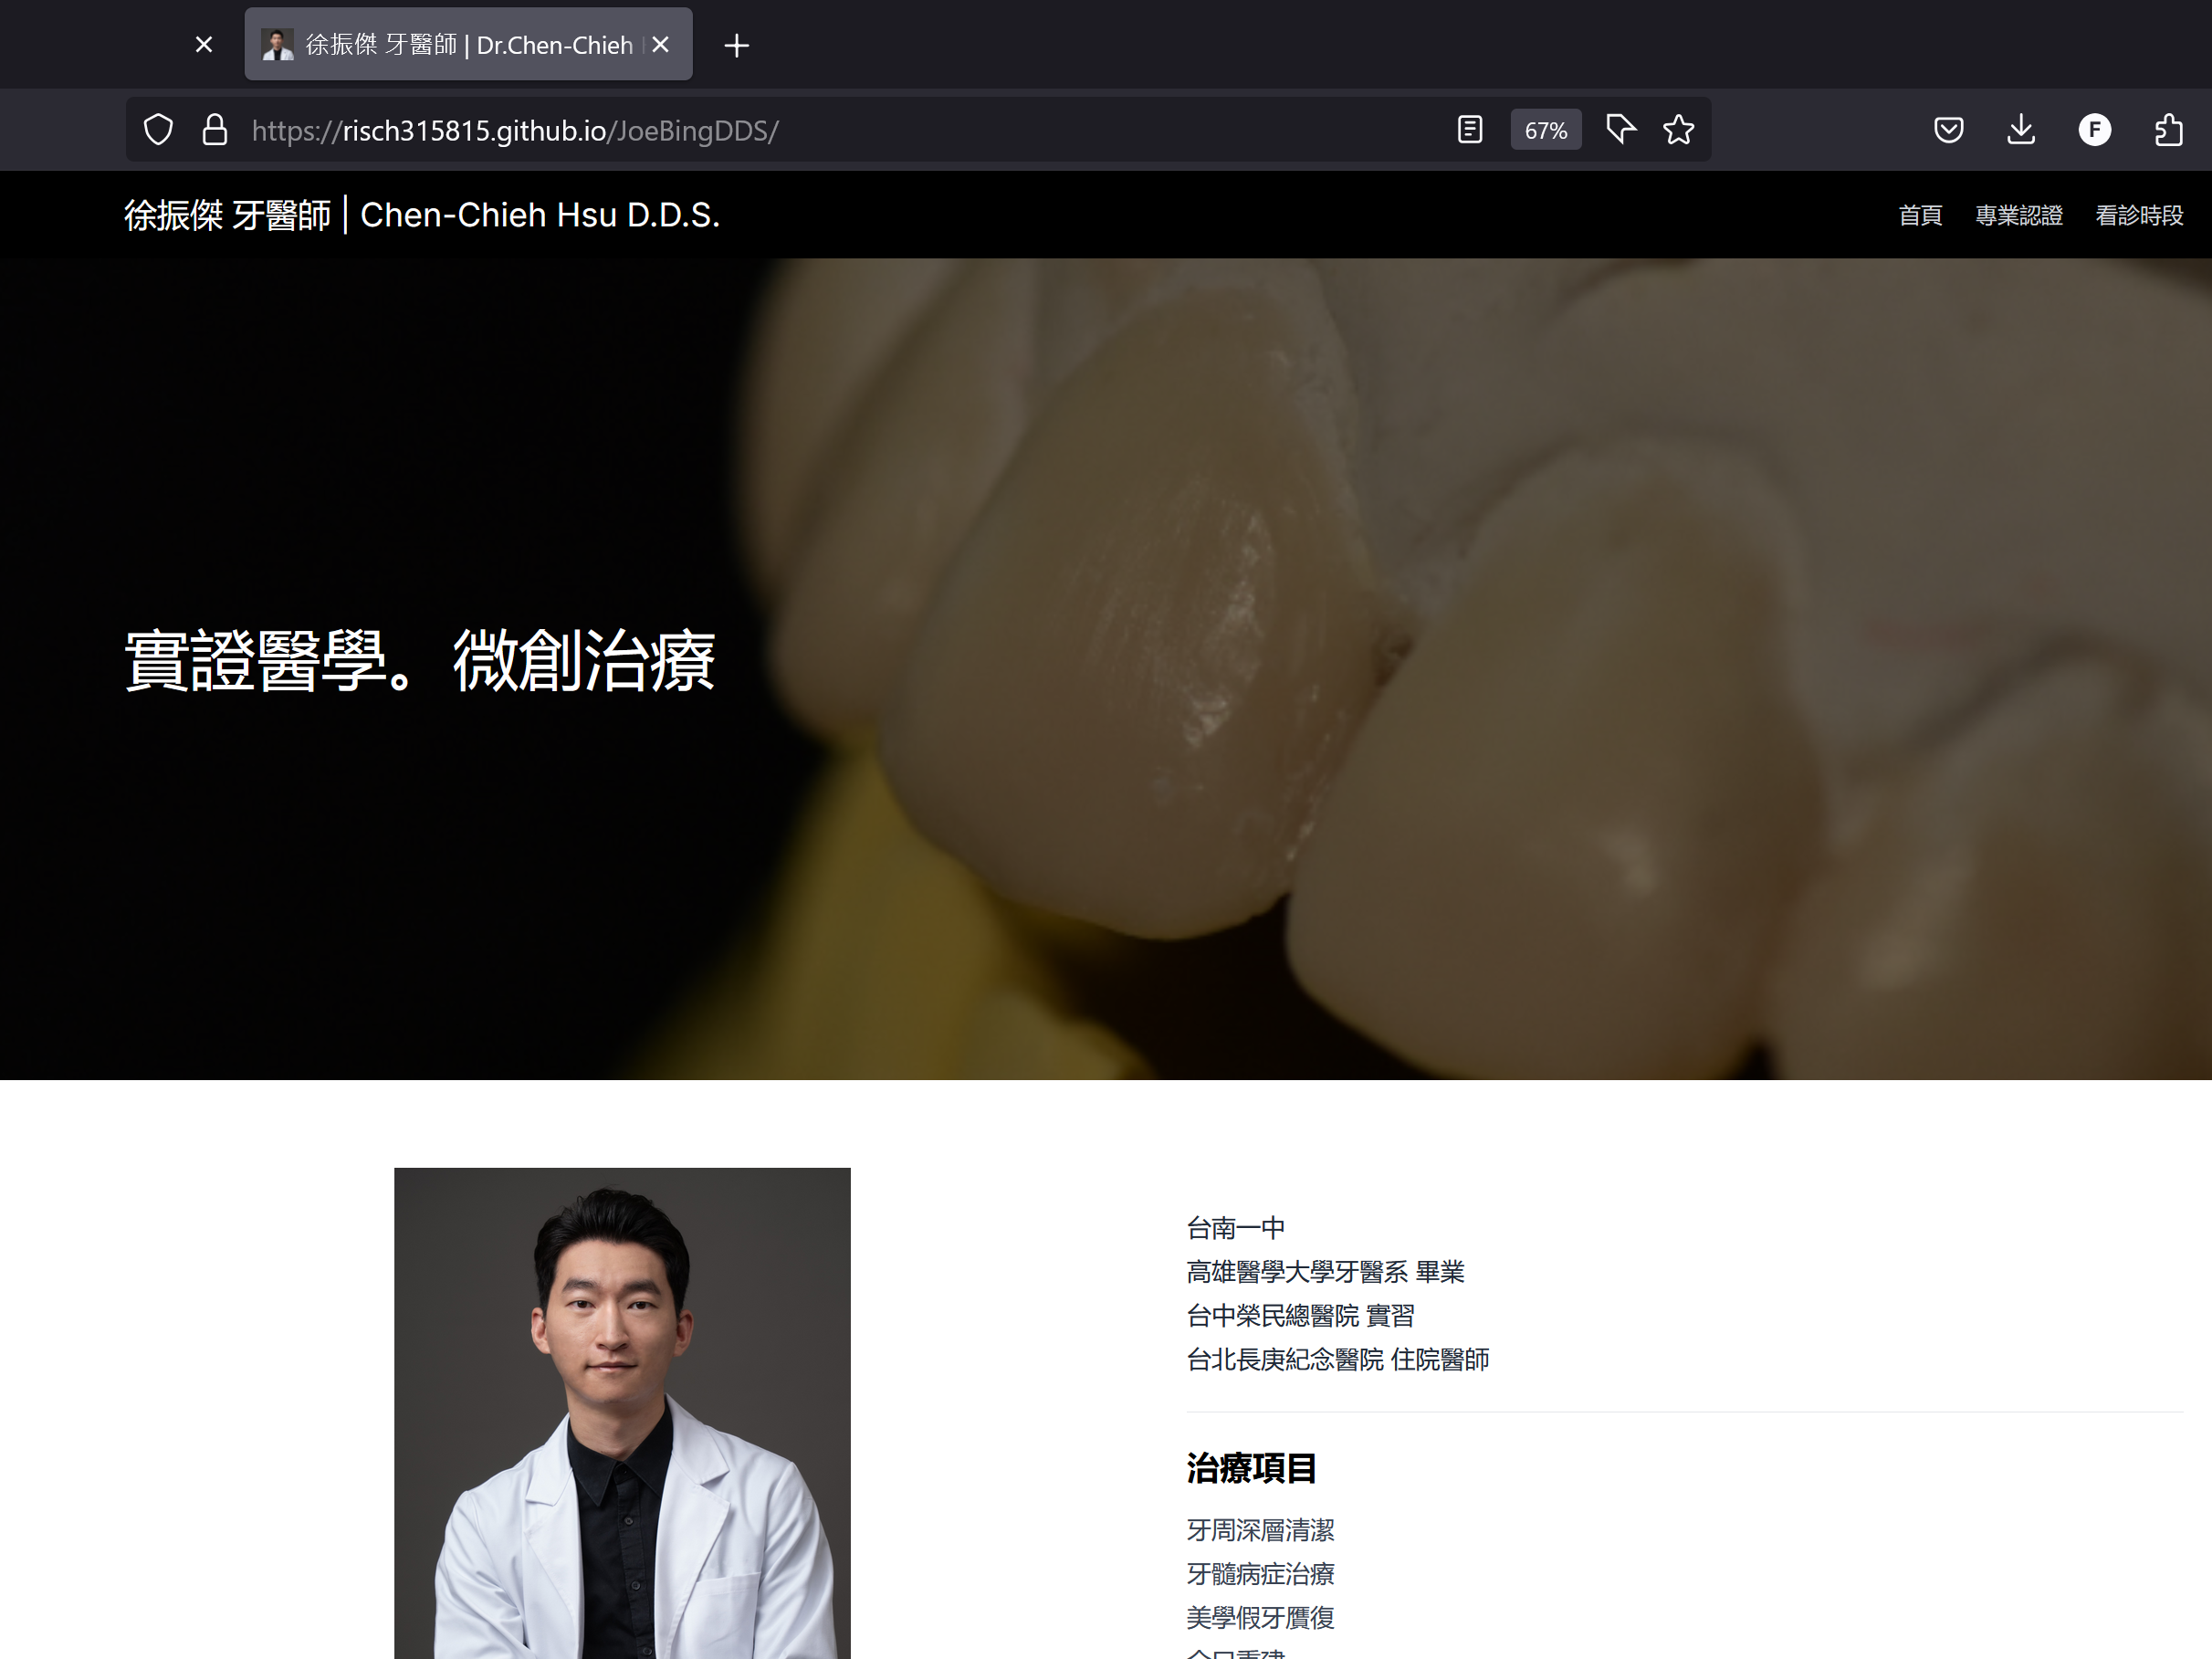 徐振傑 牙醫師 | Dr.Chen-Chieh
https://risch315815.github.io/JoeBingDDS/
67%
F
徐振傑 牙醫師 | Chen-Chieh Hsu D.D.S.
首頁 專業認證 看診時段
實證醫學。微創治療
台南一中
高雄醫學大學牙醫系 畢業
台中榮民總醫院 實習
台北長庚紀念醫院 住院醫師
治療項目
牙周深層清潔
牙髓病症治療
美學假牙贗復